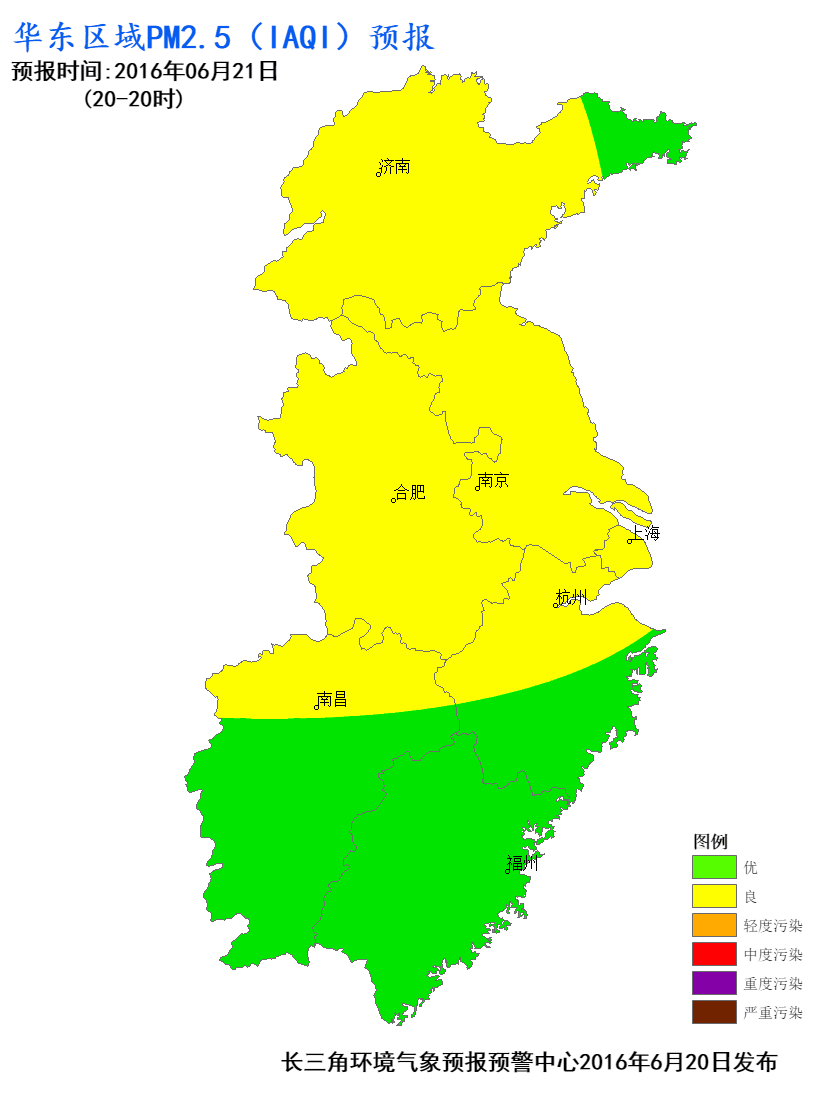 华东区域PM2.5（IAQI）预报
预报时间:2016年06月21日
(20-20时)
济南
南京
合肥
上海
杭州
南昌
福州
图例
优
良
轻度污染
中度污染
重度污染
严重污染
长三角环境气象预报预警中心2016年6月20日发布